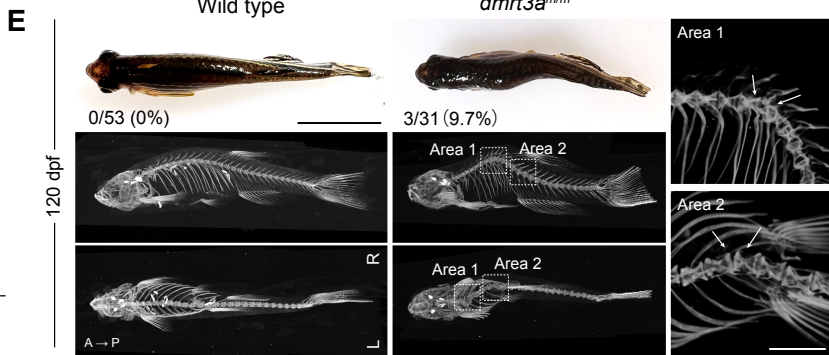 E
Wild type
dmrt3a
120 dpf
0/53 (0%)
3/31 (9.7%)
Area 1
Area 1
Area 2
Area 2
R
Area 1
Area 2
A → P
L